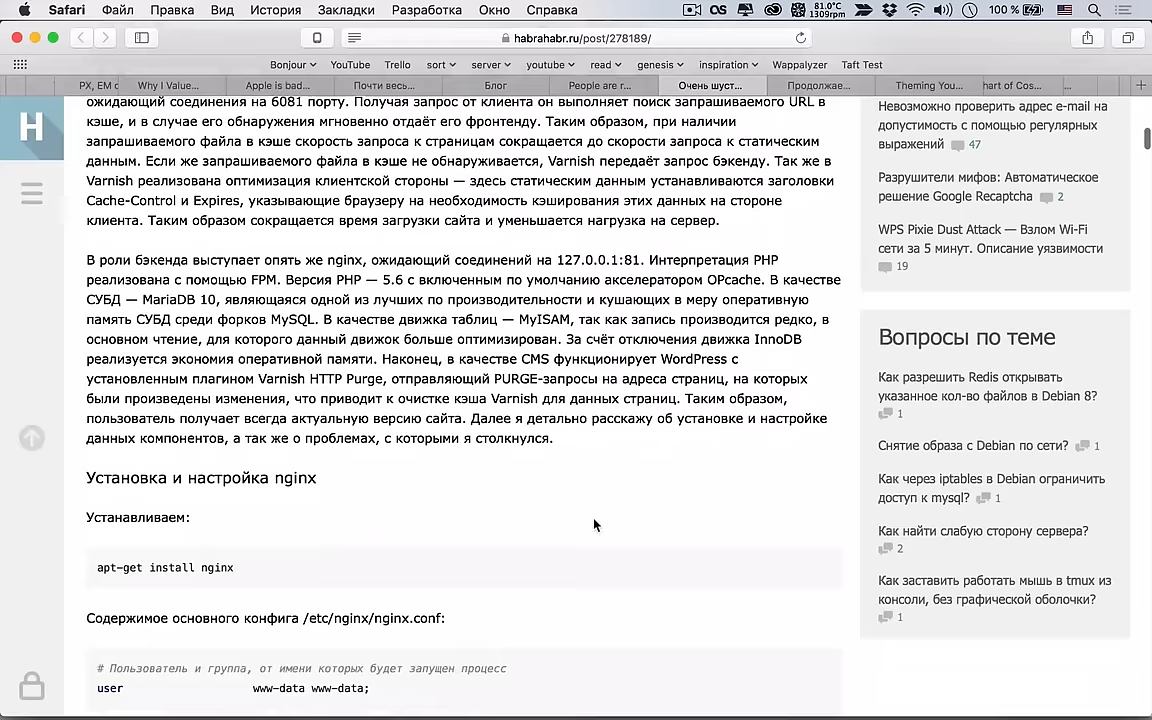 Safari Файл Правка Вид История Закладки Разработка Окно Справка
81.0°C
1309rpm
100 %
habrahabr.ru/post/278189/
Bonjour YouTube Trello sort server youtube read genesis inspiration Wappalyzer Taft Test
PX, EM Why I Value... Apple is bad... Почти весь... Блог People are r... Очень шуст... Продолжае... Theming You... hart of Cos... ...
ожидающий соединения на 6081 порту. Получая запрос от клиента он выполняет поиск запрашиваемого URL в
кэше, и в случае его обнаружения мгновенно отдаёт его фронтенду. Таким образом, при наличии
запрашиваемого файла в кэше скорость запроса к страницам сокращается до скорости запроса к статическим
данным. Если же запрашиваемого файла в кэше не обнаруживается, Varnish передаёт запрос бэкенду. Так же в
Varnish реализована оптимизация клиентской стороны — здесь статическим данным устанавливаются заголовки
Cache-Control и Expires, указывающие браузеру на необходимость кэширования этих данных на стороне
клиента. Таким образом сокращается время загрузки сайта и уменьшается нагрузка на сервер.
В роли бэкенда выступает опять же nginx, ожидающий соединений на 127.0.0.1:81. Интерпретация PHP
реализована с помощью FPM. Версия PHP — 5.6 с включенным по умолчанию акселератором OPcache. В качестве
СУБД — MariaDB 10, являющаяся одной из лучших по производительности и кушающих в меру оперативную
память СУБД среди форков MySQL. В качестве движка таблиц — MyISAM, так как запись производится редко, в
основном чтение, для которого данный движок больше оптимизирован. За счёт отключения движка InnoDB
реализуется экономия оперативной памяти. Наконец, в качестве CMS функционирует WordPress с
установленным плагином Varnish HTTP Purge, отправляющий PURGE-запросы на адреса страниц, на которых
были произведены изменения, что приводит к очистке кэша Varnish для данных страниц. Таким образом,
пользователь получает всегда актуальную версию сайта. Далее я детально расскажу об установке и настройке
данных компонентов, а так же о проблемах, с которыми я столкнулся.
Установка и настройка nginx
Устанавливаем:
apt-get install nginx
Содержимое основного конфига /etc/nginx/nginx.conf:
# Пользователь и группа, от имени которых будет запущен процесс
user www-data www-data;
Невозможно проверить адрес e-mail на
допустимость с помощью регулярных
выражений 47
Разрушители мифов: Автоматическое
решение Google Recaptcha 2
WPS Pixie Dust Attack — Взлом Wi-Fi
сети за 5 минут. Описание уязвимости
19
Вопросы по теме
Как разрешить Redis открывать
указанное кол-во файлов в Debian 8?
1
Снятие образа с Debian по сети? 1
Как через iptables в Debian ограничить
доступ к mysql? 1
Как найти слабую сторону сервера?
2
Как заставить работать мышь в tmux из
консоли, без графической оболочки?
1